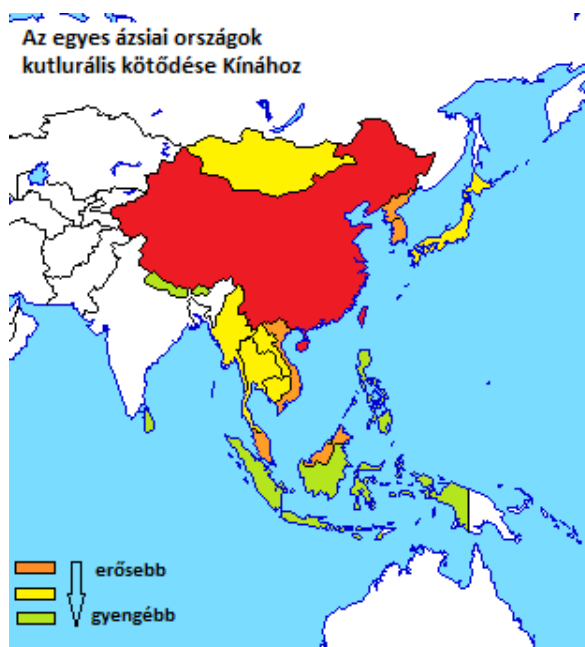 Az egyes ázsiai országok
kutlurális kötődése Kínához
erősebb
gyengébb